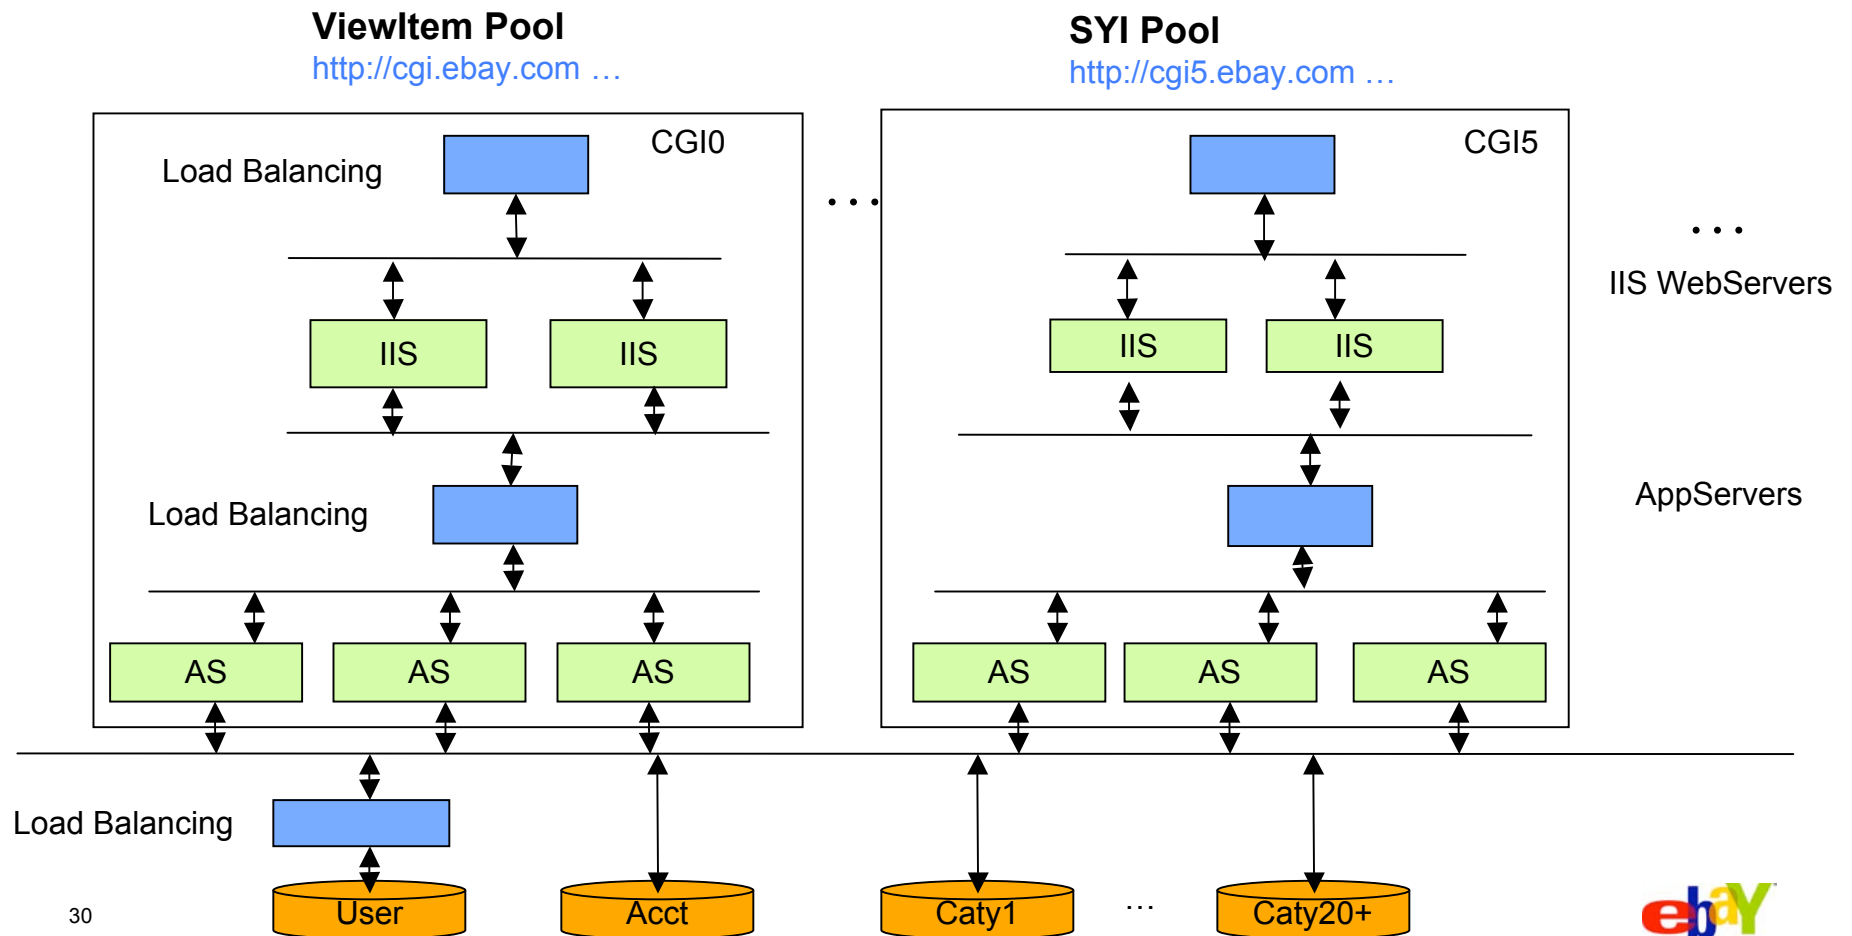 ViewItem Pool
http://cgi.ebay.com …
SYI Pool
http://cgi5.ebay.com …
CGI0
Load Balancing
CGI5
. . .
. . .
IIS WebServers
IIS
IIS
IIS
IIS
Load Balancing
AppServers
AS
AS
AS
AS
AS
AS
Load Balancing
User
Acct
Caty1
…
Caty20+
30
ebaY